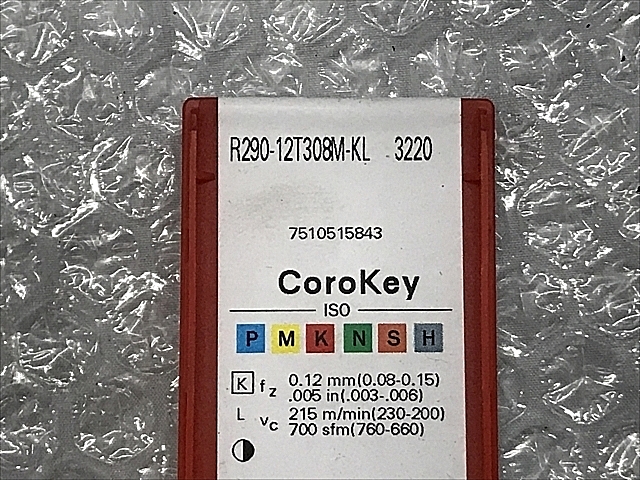 R290-12T308M-KL 3220
7510515843
CoroKey
ISO
P M K N S H
K fz 0.12 mm(0.08-0.15)
.005 in(.003-.006)
L vc 215 m/min(230-200)
700 sfm(760-660)